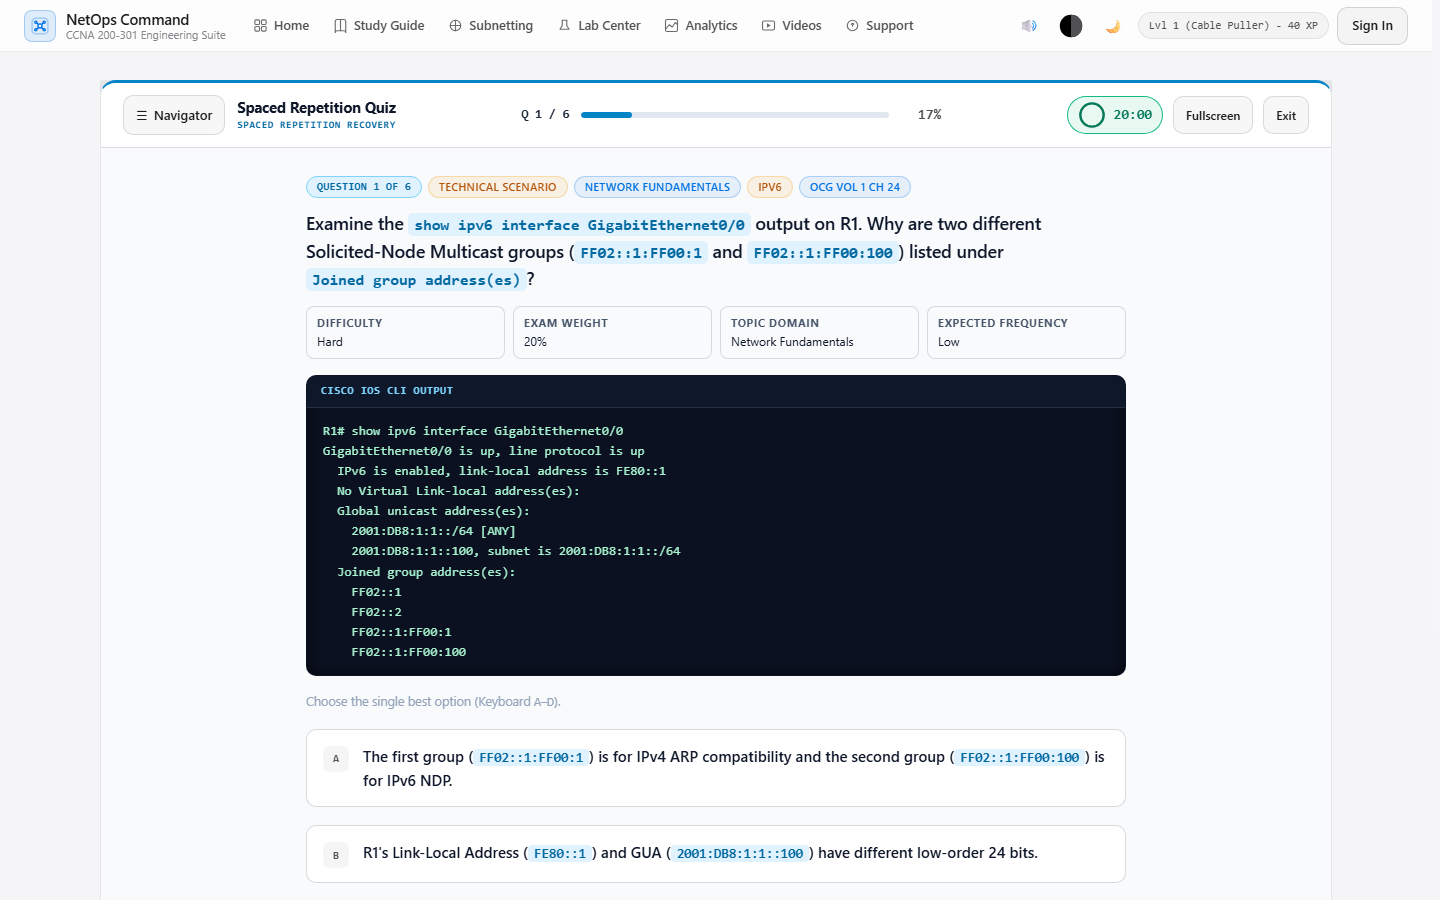 NetOps Command
CCNA 200-301 Engineering Suite
Home
Study Guide
Subnetting
Lab Center
Analytics
Videos
Support
Lvl 1 (Cable Puller) - 40 XP
Sign In
☰ Navigator
Spaced Repetition Quiz
SPACED REPETITION RECOVERY
Q 1 / 6
17%
20:00
Fullscreen
Exit
QUESTION 1 OF 6
TECHNICAL SCENARIO
NETWORK FUNDAMENTALS
IPV6
OCG VOL 1 CH 24
Examine the show ipv6 interface GigabitEthernet0/0 output on R1. Why are two different
Solicited-Node Multicast groups ( FF02::1:FF00:1 and FF02::1:FF00:100 ) listed under
Joined group address(es) ?
DIFFICULTY
Hard
EXAM WEIGHT
20%
TOPIC DOMAIN
Network Fundamentals
EXPECTED FREQUENCY
Low
CISCO IOS CLI OUTPUT
R1# show ipv6 interface GigabitEthernet0/0
GigabitEthernet0/0 is up, line protocol is up
IPv6 is enabled, link-local address is FE80::1
No Virtual Link-local address(es):
Global unicast address(es):
2001:DB8:1:1::/64 [ANY]
2001:DB8:1:1::100, subnet is 2001:DB8:1:1::/64
Joined group address(es):
FF02::1
FF02::2
FF02::1:FF00:1
FF02::1:FF00:100
Choose the single best option (Keyboard A–D).
A
The first group ( FF02::1:FF00:1 ) is for IPv4 ARP compatibility and the second group ( FF02::1:FF00:100 ) is
for IPv6 NDP.
B
R1's Link-Local Address ( FE80::1 ) and GUA ( 2001:DB8:1:1::100 ) have different low-order 24 bits.